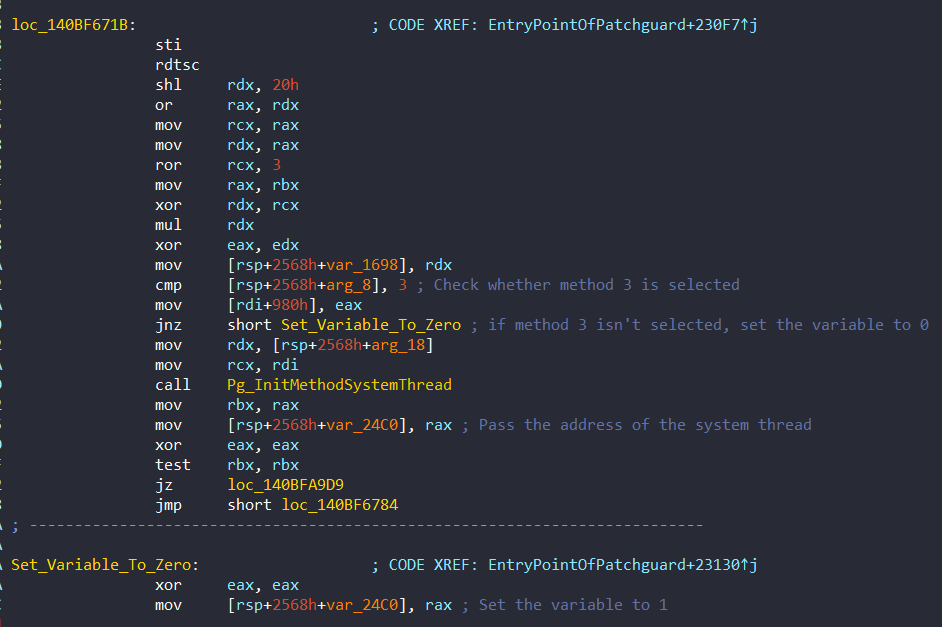 loc_140BF671B: ; CODE XREF: EntryPointOfPatchguard+230F7↑j
sti
rdtsc
shl rdx, 20h
or rax, rdx
mov rcx, rax
mov rdx, rax
ror rcx, 3
mov rax, rbx
xor rdx, rcx
mul rdx
xor eax, edx
mov [rsp+2568h+var_1698], rdx
cmp [rsp+2568h+arg_8], 3 ; Check whether method 3 is selected
mov [rdi+980h], eax
jnz short Set_Variable_To_Zero ; if method 3 isn't selected, set the variable to 0
mov rdx, [rsp+2568h+arg_18]
mov rcx, rdi
call Pg_InitMethodSystemThread
mov rbx, rax
mov [rsp+2568h+var_24C0], rax ; Pass the address of the system thread
xor eax, eax
test rbx, rbx
jz loc_140BFA9D9
jmp short loc_140BF6784
; ---------------------------------------------------------------------------
Set_Variable_To_Zero: ; CODE XREF: EntryPointOfPatchguard+23130↑j
xor eax, eax
mov [rsp+2568h+var_24C0], rax ; Set the variable to 1